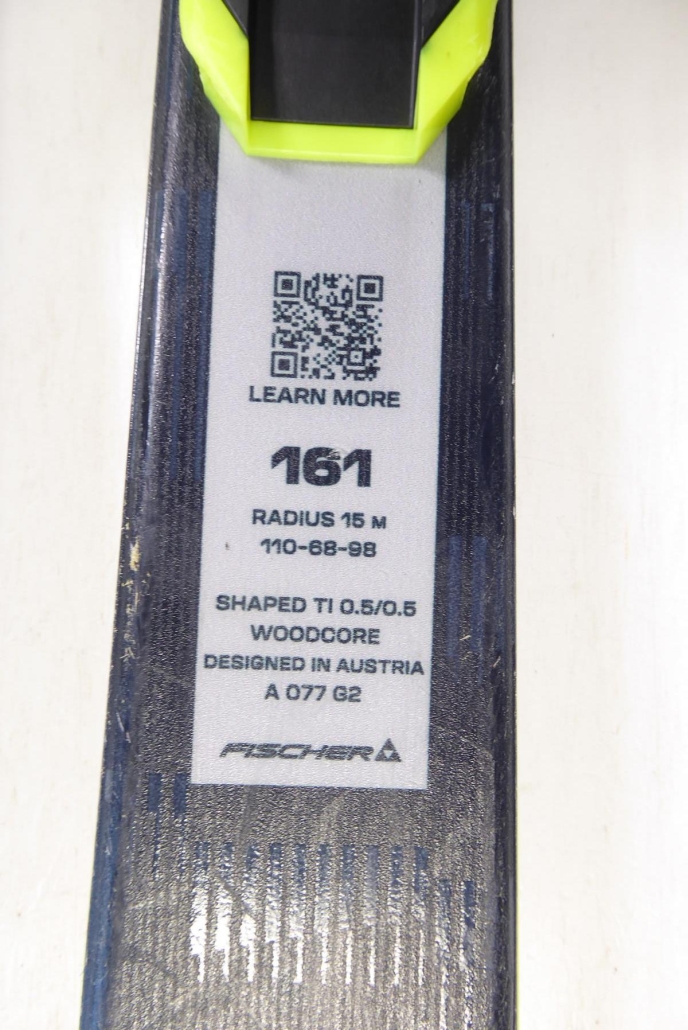 LEARN MORE
161
RADIUS 15 M
110-68-98
SHAPED TI 0.5/0.5
WOODCORE
DESIGNED IN AUSTRIA
A 077 G2
FISCHER